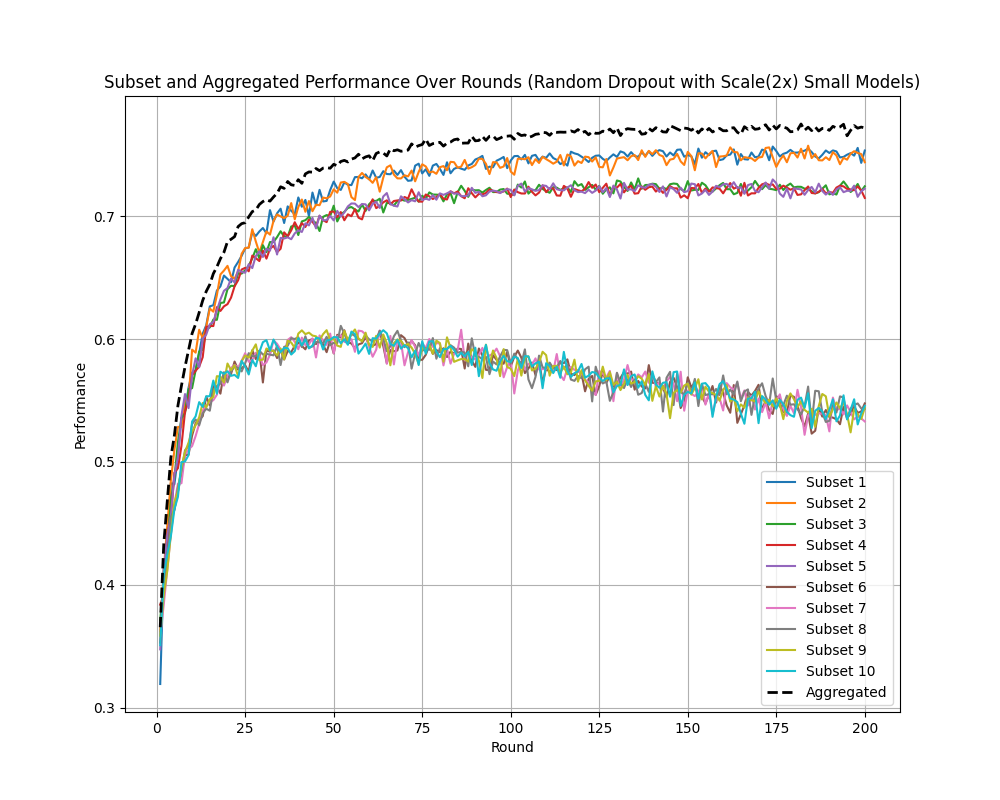 Subset and Aggregated Performance Over Rounds (Random Dropout with Scale(2x) Small Models)
Performance
0.7
0.6
0.5
0.4
0.3
0 25 50 75 100 125 150 175 200
Round
Subset 1
Subset 2
Subset 3
Subset 4
Subset 5
Subset 6
Subset 7
Subset 8
Subset 9
Subset 10
Aggregated